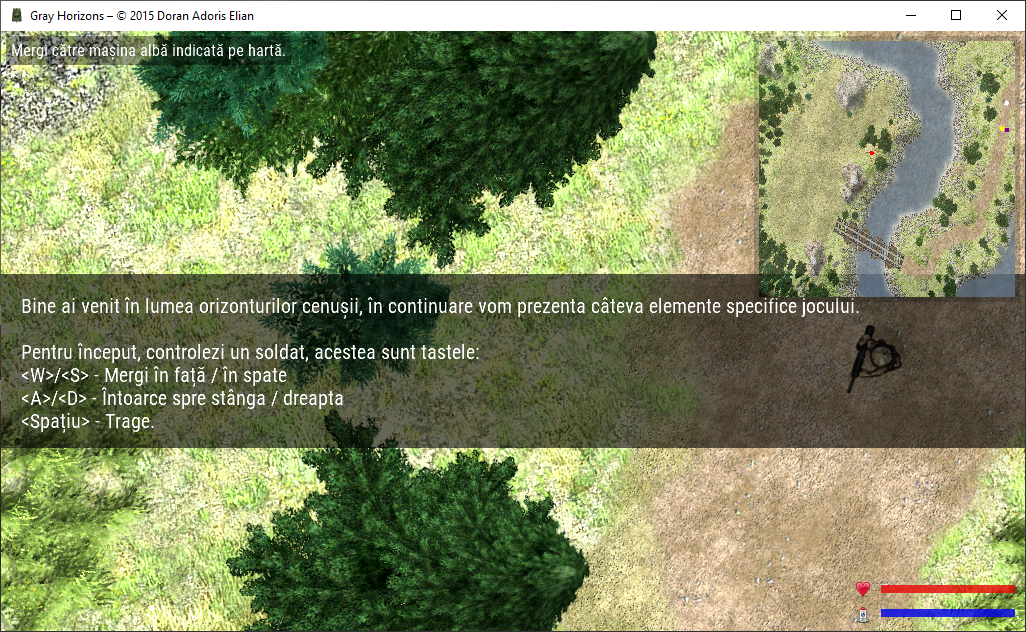 Gray Horizons – © 2015 Doran Adoris Elian
Mergi către mașina albă indicată pe hartă.
Bine ai venit în lumea orizonturilor cenușii, în continuare vom prezenta câteva elemente specifice jocului.
Pentru început, controlezi un soldat, acestea sunt tastele:
<W>/<S> - Mergi în față / în spate
<A>/<D> - Întoarce spre stânga / dreapta
<Spațiu> - Trage.